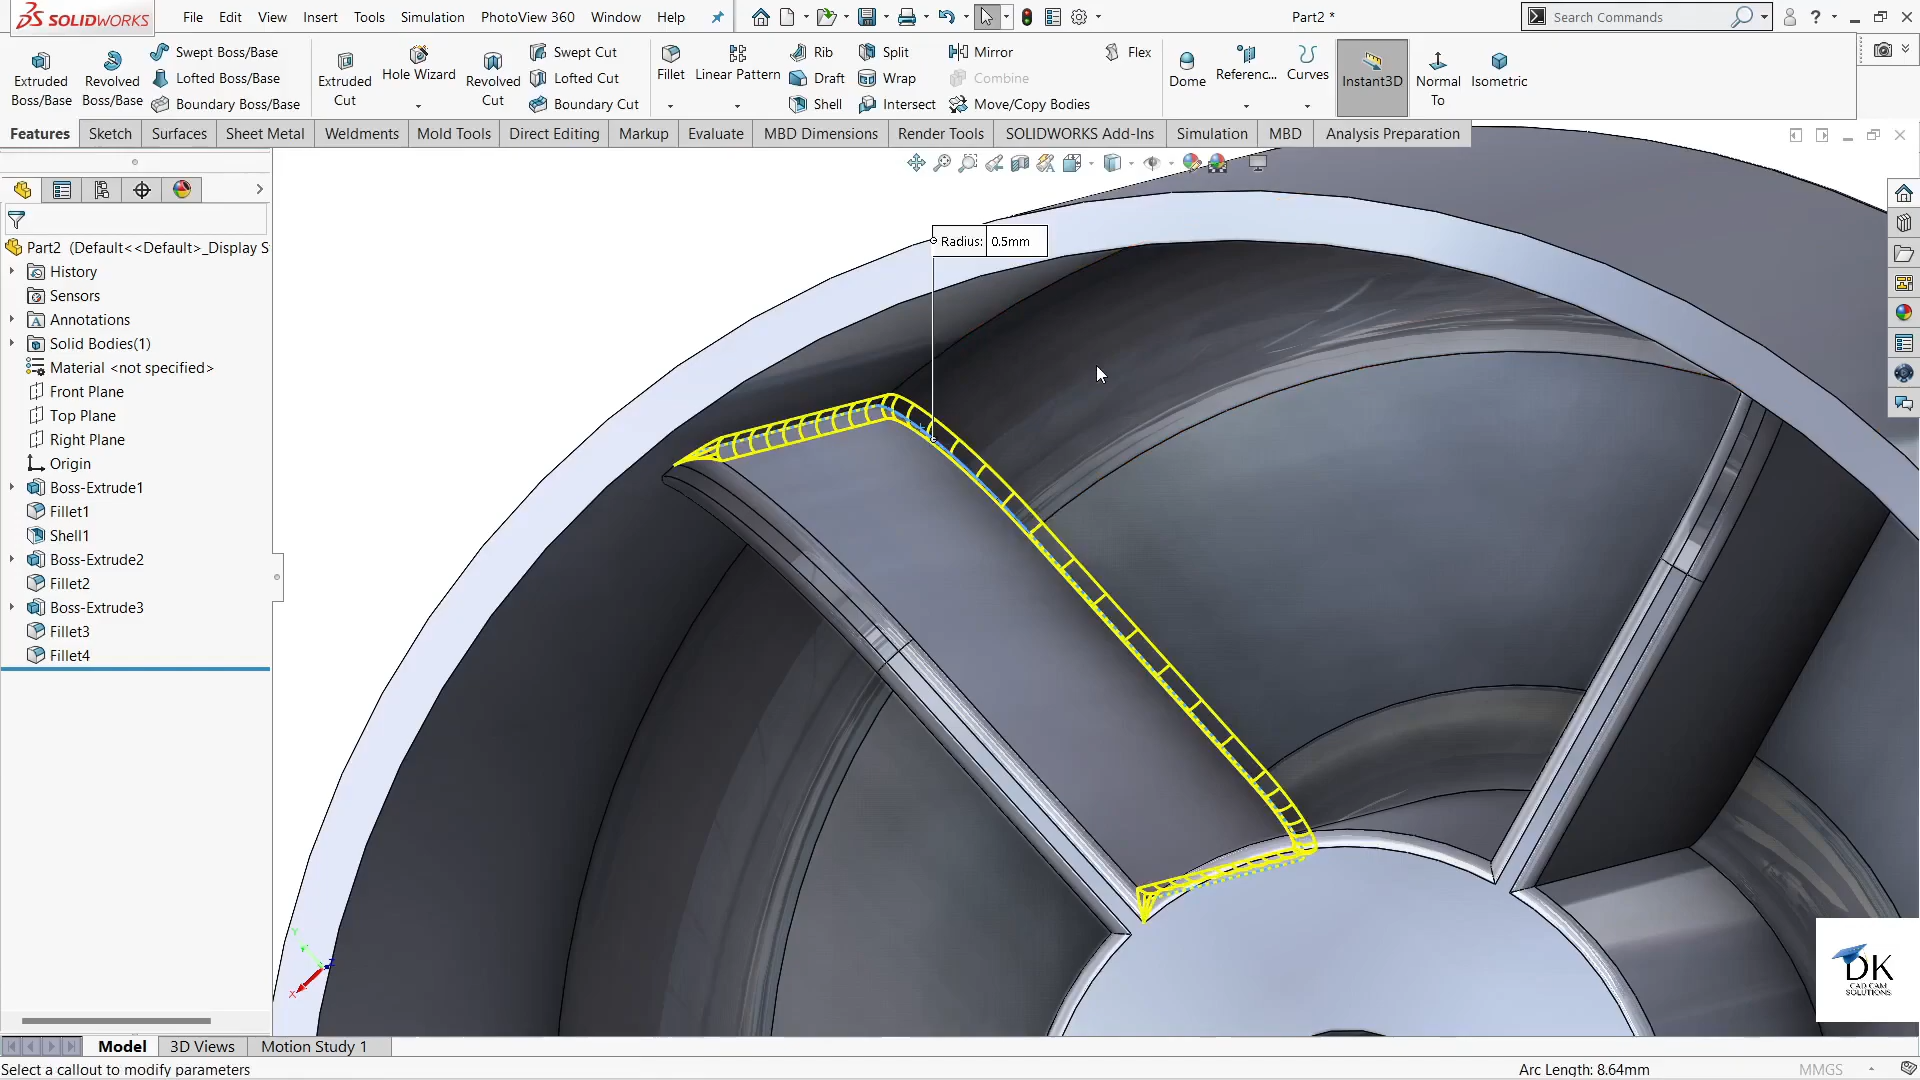 SOLIDWORKS
File Edit View Insert Tools Simulation PhotoView 360 Window Help
Part2 *
Search Commands
Extruded Boss/Base
Revolved Boss/Base
Swept Boss/Base
Lofted Boss/Base
Boundary Boss/Base
Extruded Cut
Hole Wizard
Revolved Cut
Swept Cut
Lofted Cut
Boundary Cut
Fillet
Linear Pattern
Rib
Draft
Shell
Split
Wrap
Intersect
Mirror
Combine
Move/Copy Bodies
Flex
Dome
Referenc...
Curves
Instant3D
Normal To
Isometric
Features Sketch Surfaces Sheet Metal Weldments Mold Tools Direct Editing Markup Evaluate MBD Dimensions Render Tools SOLIDWORKS Add-Ins Simulation MBD Analysis Preparation
Part2 (Default<<Default>_Display S
History
Sensors
Annotations
Solid Bodies(1)
Material <not specified>
Front Plane
Top Plane
Right Plane
Origin
Boss-Extrude1
Fillet1
Shell1
Boss-Extrude2
Fillet2
Boss-Extrude3
Fillet3
Fillet4
Radius: 0.5mm
Y
Z
X
DK
CAD CAM
SOLUTIONS
Model 3D Views Motion Study 1
Select a callout to modify parameters
Arc Length: 8.64mm
MMGS